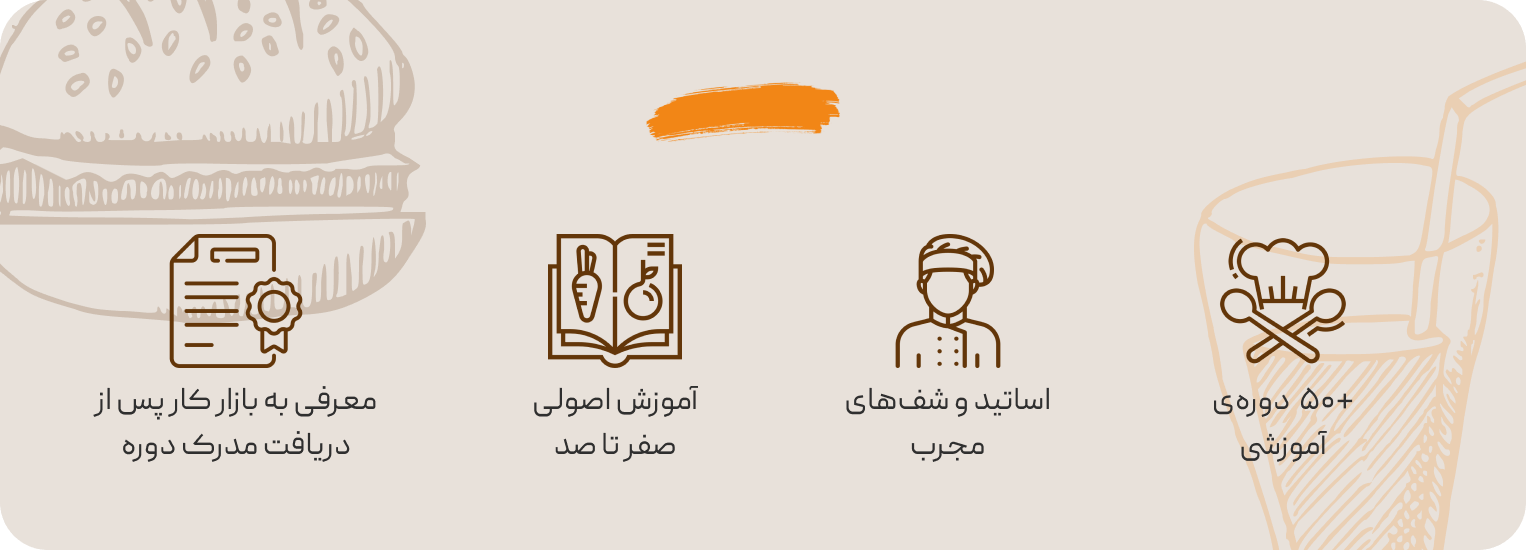 +۵۰ دوره‌ی
آموزشی
اساتید و شف‌های
مجرب
آموزش اصولی
صفر تا صد
معرفی به بازار کار پس از
دریافت مدرک دوره